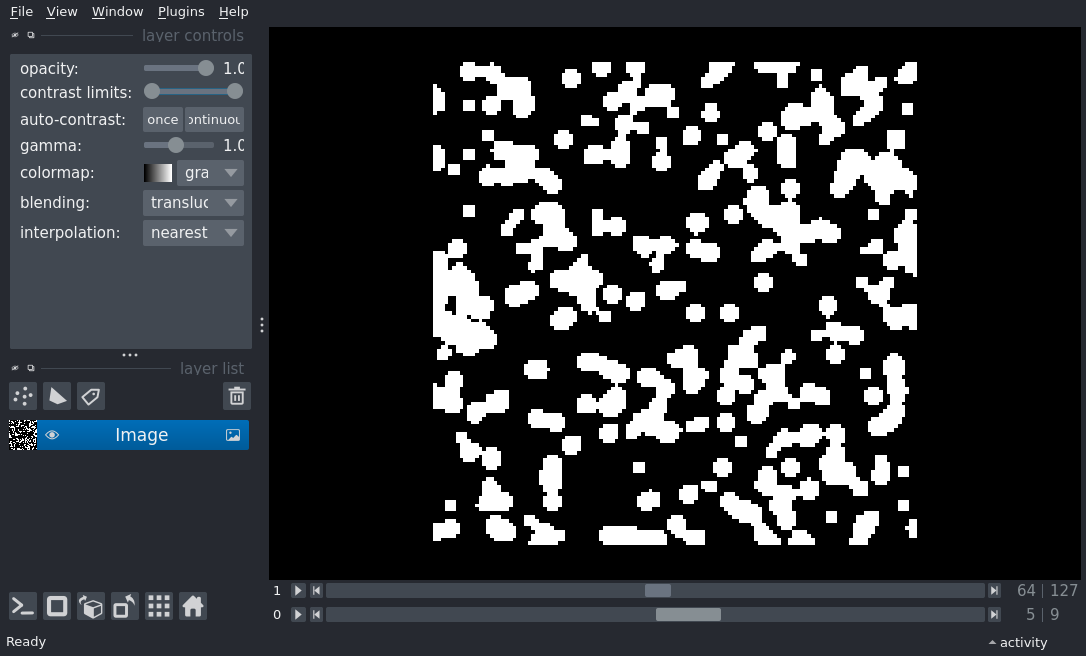 File View Window Plugins Help
layer controls
opacity: 1.0
contrast limits:
auto-contrast: once ontinuou
gamma: 1.0
colormap: gra
blending: transluc
interpolation: nearest
layer list
Image
1 64 127
0 5 9
Ready activity